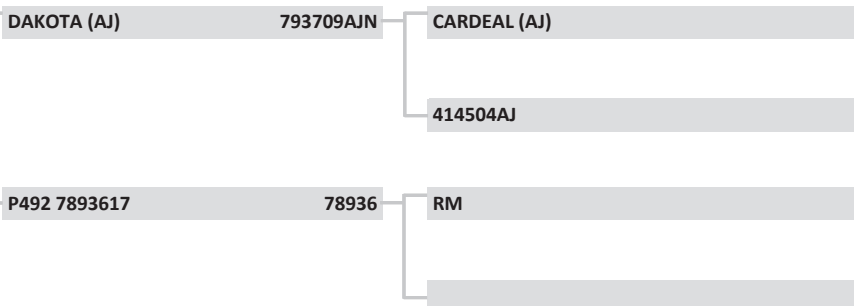 DAKOTA (AJ) 793709AJN CARDEAL (AJ)
414504AJ
P492 7893617 78936 RM